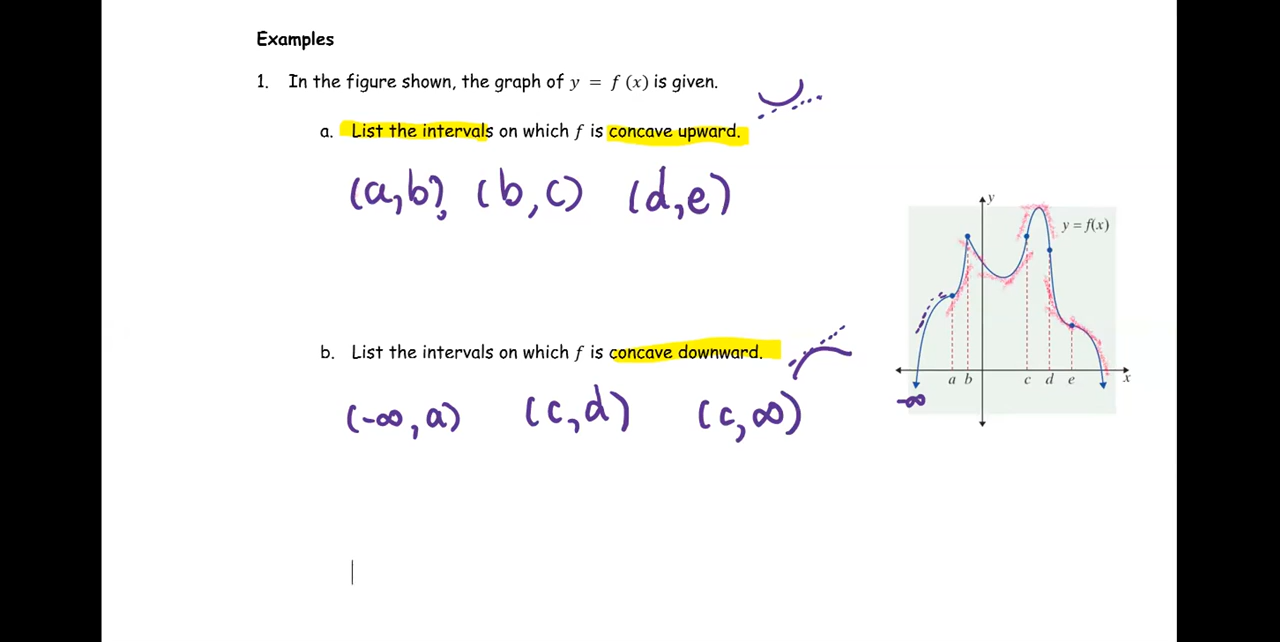 Examples
1. In the figure shown, the graph of y = f (x) is given.
a. List the intervals on which f is concave upward.
(a,b), (b,c) (d,e)
y
y = f(x)
b. List the intervals on which f is concave downward.
a b c d e x
-∞
(-∞,a) (c,d) (c,∞)